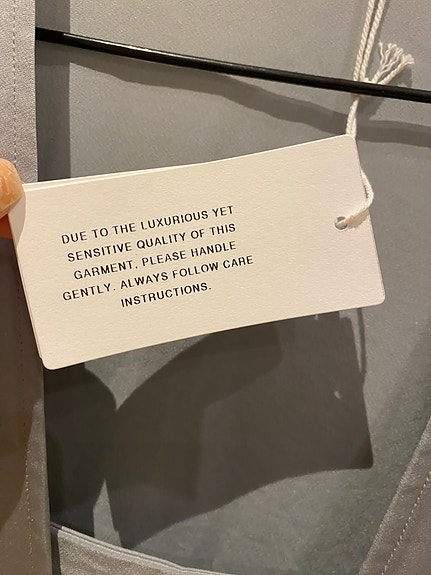 DUE TO THE LUXURIOUS YET
SENSITIVE QUALITY OF THIS
GARMENT, PLEASE HANDLE
GENTLY. ALWAYS FOLLOW CARE
INSTRUCTIONS.